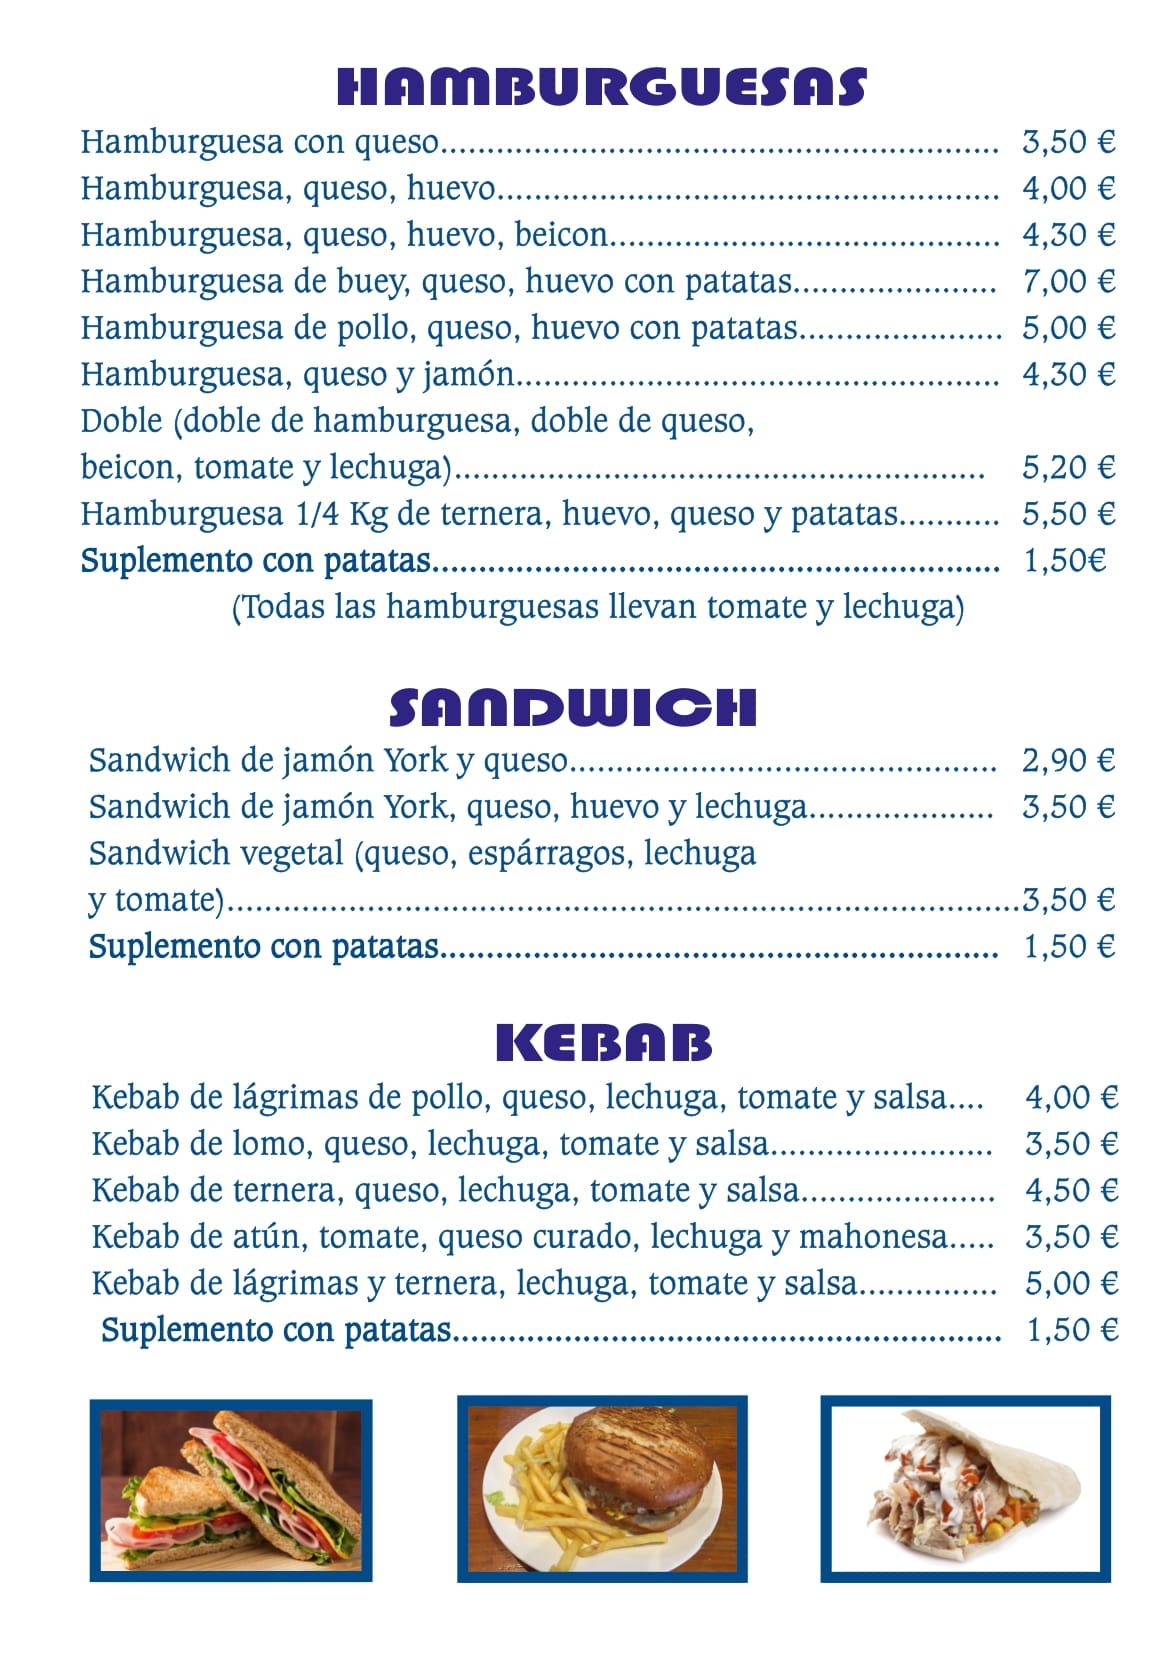 HAMBURGUESAS
Hamburguesa con queso............................................................ 3,50 €
Hamburguesa, queso, huevo...................................................... 4,00 €
Hamburguesa, queso, huevo, beicon.......................................... 4,30 €
Hamburguesa de buey, queso, huevo con patatas...................... 7,00 €
Hamburguesa de pollo, queso, huevo con patatas...................... 5,00 €
Hamburguesa, queso y jamón.................................................... 4,30 €
Doble (doble de hamburguesa, doble de queso,
beicon, tomate y lechuga)......................................................... 5,20 €
Hamburguesa 1/4 Kg de ternera, huevo, queso y patatas........... 5,50 €
Suplemento con patatas............................................................. 1,50€
(Todas las hamburguesas llevan tomate y lechuga)
SANDWICH
Sandwich de jamón York y queso.............................................. 2,90 €
Sandwich de jamón York, queso, huevo y lechuga.................... 3,50 €
Sandwich vegetal (queso, espárragos, lechuga
y tomate).....................................................................................3,50 €
Suplemento con patatas............................................................ 1,50 €
KEBAB
Kebab de lágrimas de pollo, queso, lechuga, tomate y salsa.... 4,00 €
Kebab de lomo, queso, lechuga, tomate y salsa........................ 3,50 €
Kebab de ternera, queso, lechuga, tomate y salsa..................... 4,50 €
Kebab de atún, tomate, queso curado, lechuga y mahonesa..... 3,50 €
Kebab de lágrimas y ternera, lechuga, tomate y salsa............... 5,00 €
Suplemento con patatas........................................................... 1,50 €